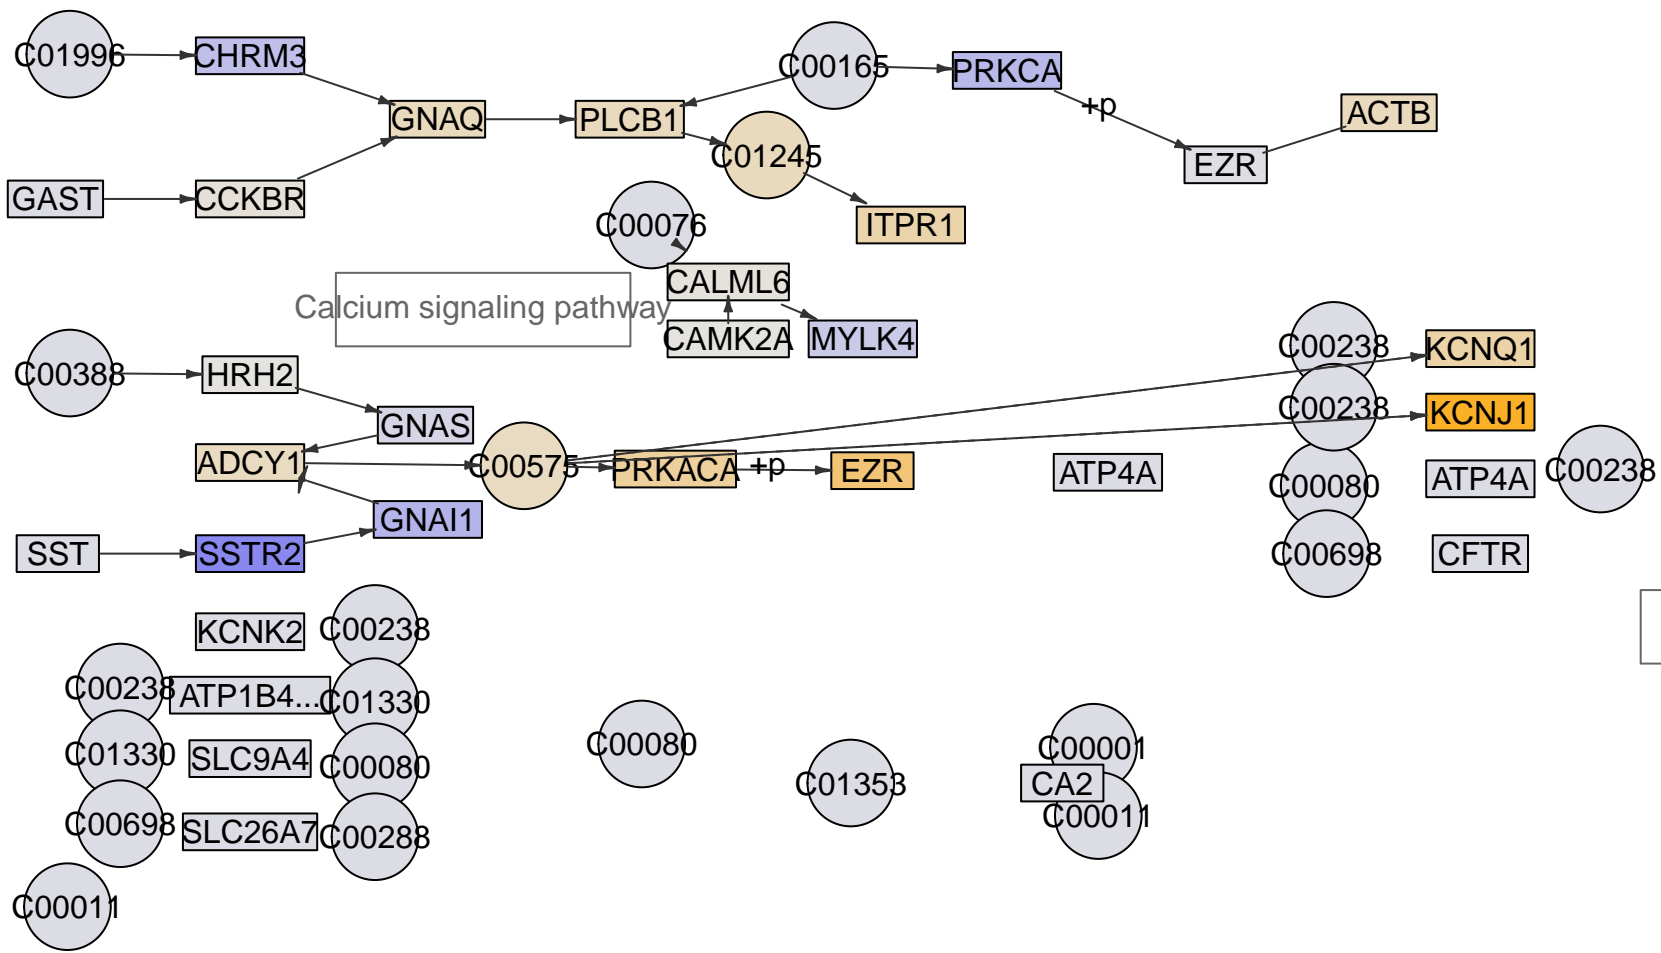 C01996
CHRM3
C00165
PRKCA
+p
ACTB
GNAQ
PLCB1
C01245
EZR
GAST
CCKBR
C00076
ITPR1
CALML6
Calcium signaling pathway
CAMK2A
MYLK4
C00238
KCNQ1
C00388
HRH2
GNAS
C00238
KCNJ1
ADCY1
C00575
PRKACA
+p
EZR
ATP4A
C00080
ATP4A
C00238
GNAI1
SST
SSTR2
C00698
CFTR
KCNK2
C00238
C00238
ATP1B4...
C01330
C01330
SLC9A4
C00080
C00080
C01353
C00001
CA2
C00011
C00698
SLC26A7
C00288
C00011